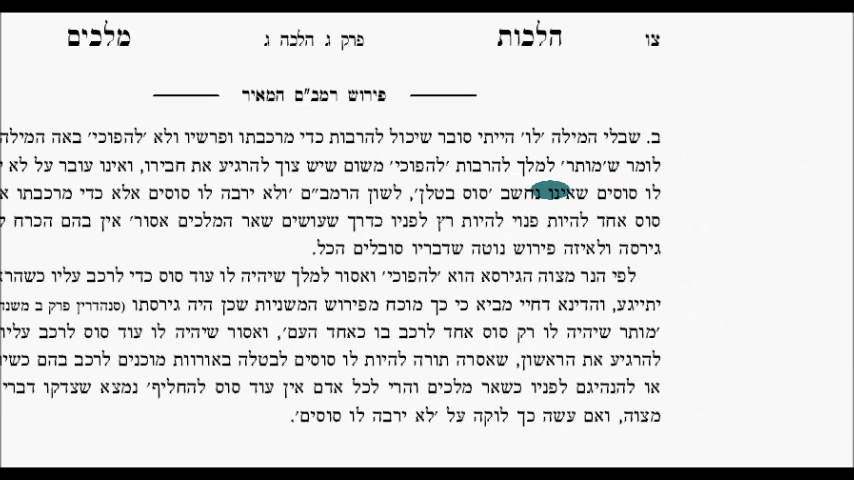 צו הלכות פרק ג הלכה ג מלכים
פירוש רמב"ם המאיר
ב. שבלי המילה 'לו' הייתי סובר שיכול להרבות כדי מרכבתו ופרשיו ולא 'להפוכי' באה המילה
לומר ש'מותר' למלך להרבות 'להפוכי' משום שיש צוך להרגיע את חבירו, ואינו עובר על לא
לו סוסים שאינו נחשב 'סוס בטלן', לשון הרמב"ם 'ולא ירבה לו סוסים אלא כדי מרכבתו
סוס אחד להיות פנוי להיות רץ לפניו כדרך שעושים שאר המלכים אסור' אין בהם הכרח
גירסה ולאיזה פירוש נוטה שדבריו סובלים הכל.
לפי הנר מצוה הגירסא הוא 'להפוכי' ואסור למלך שיהיה לו עוד סוס כדי לרכב עליו
יתייגע, והדינא דחיי מביא כי כך מוכח מפירוש המשניות שכן היה גירסתו (סנהדרין פרק ב
'מותר שיהיה לו רק סוס אחד לרכב בו כאחד העם', ואסור שיהיה לו עוד סוס לרכב עליו
להרגיע את הראשון, שאסרה תורה להיות לו סוסים לבטלה באורוות מוכנים לרכב בהם
או להנהיגם לפניו כשאר מלכים והרי לכל אדם אין עוד סוס להחליף' נמצא שצדקו דברי
מצוה, ואם עשה כך לוקה על 'לא ירבה לו סוסים'.